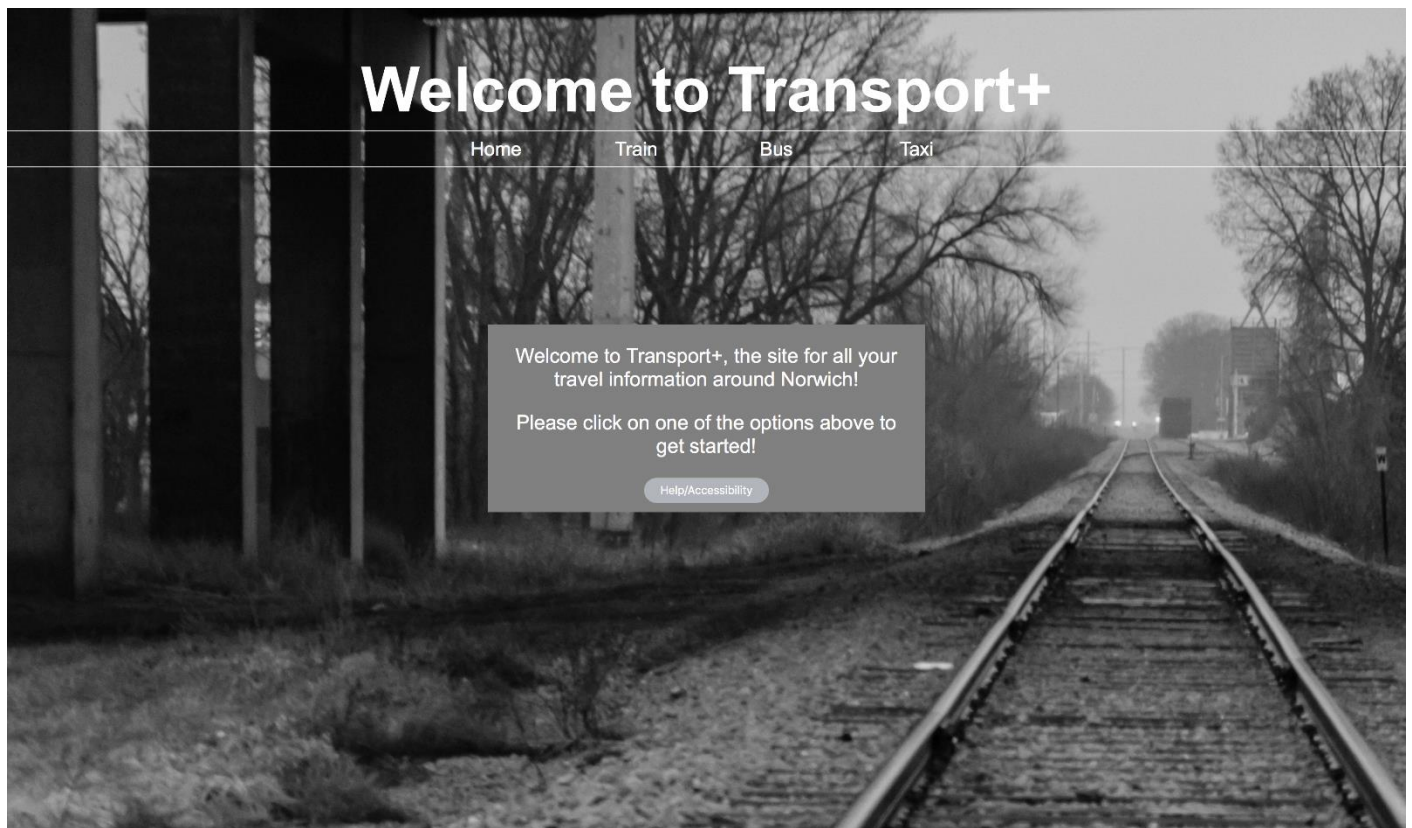 Welcome to Transport+
Home Train Bus Taxi
Welcome to Transport+, the site for all your
travel information around Norwich!
Please click on one of the options above to
get started!
Help/Accessibility